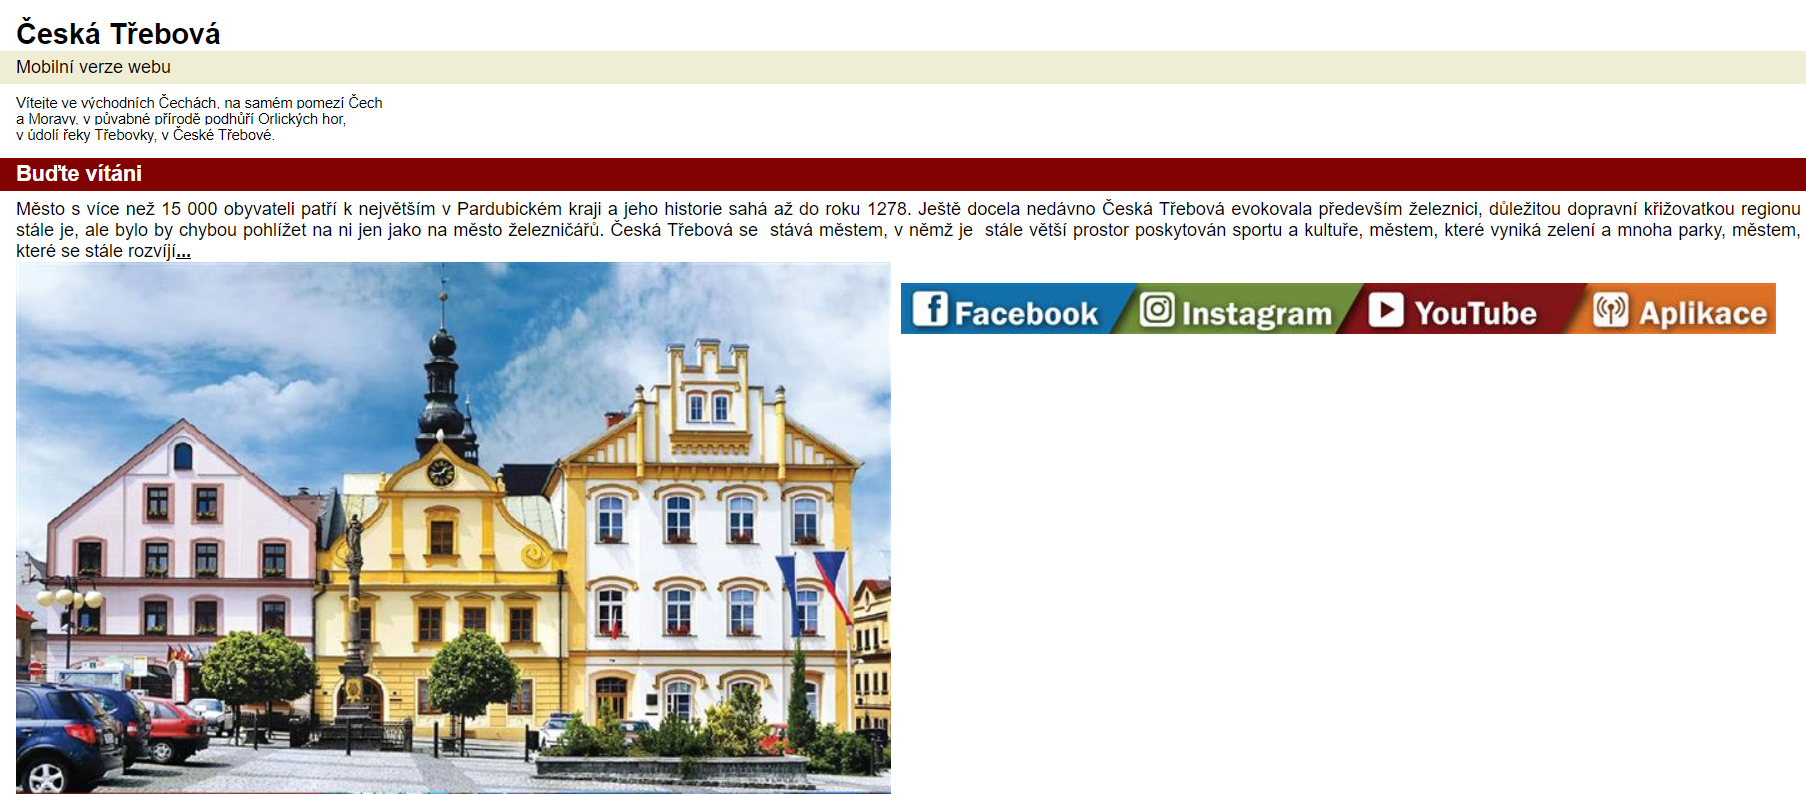 Česká Třebová
Mobilní verze webu
Vítejte ve východních Čechách, na samém pomezí Čech
a Moravy, v půvabné přírodě podhůří Orlických hor,
v údolí řeky Třebovky, v České Třebové.
Buďte vítáni
Město s více než 15 000 obyvateli patří k největším v Pardubickém kraji a jeho historie sahá až do roku 1278. Ještě docela nedávno Česká Třebová evokovala především železnici, důležitou dopravní křižovatkou regionu
stále je, ale bylo by chybou pohlížet na ni jen jako na město železničářů. Česká Třebová se  stává městem, v němž je  stále větší prostor poskytován sportu a kultuře, městem, které vyniká zelení a mnoha parky, městem,
které se stále rozvíjí...
Facebook Instagram YouTube Aplikace